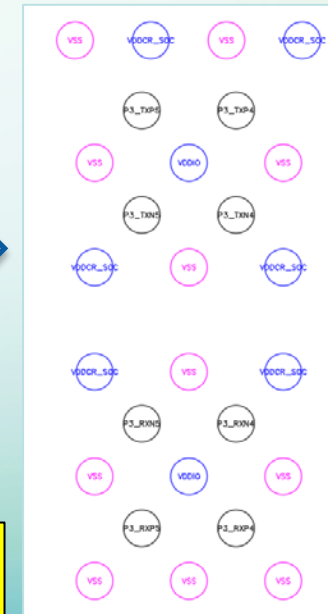 VSS VDDCR_SOC VSS VDDCR_SOC
P3_TXP5 P3_TXP4
VSS VDDIO VSS
P3_TXN5 P3_TXN4
VDDCR_SOC VSS VDDCR_SOC
VDDCR_SOC VSS VDDCR_SOC
P3_RXN5 P3_RXN4
VSS VDDIO VSS
P3_RXP5 P3_RXP4
VSS VSS VSS